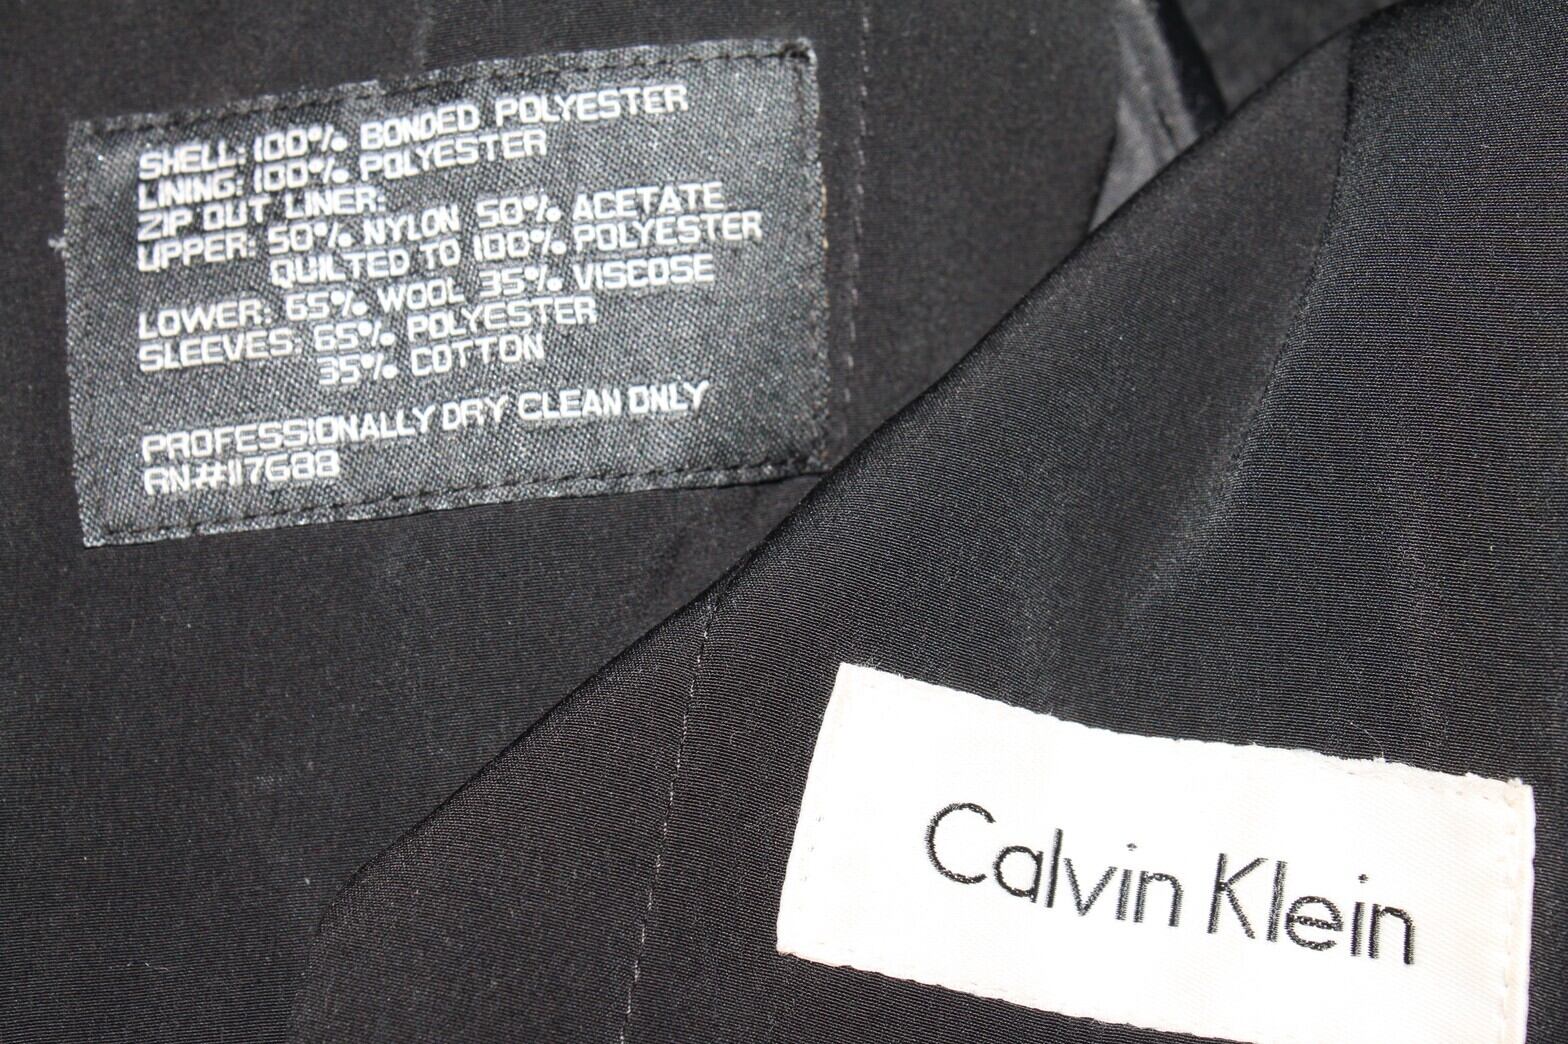 SHELL: 100% BONDED POLYESTER
LINING: 100% POLYESTER
ZIP OUT LINER:
UPPER: 50% NYLON 50% ACETATE
QUILTED TO 100% POLYESTER
LOWER: 65% WOOL 35% VISCOSE
SLEEVES: 65% POLYESTER
35% COTTON
PROFESSIONALLY DRY CLEAN ONLY
RN#117688
Calvin Klein